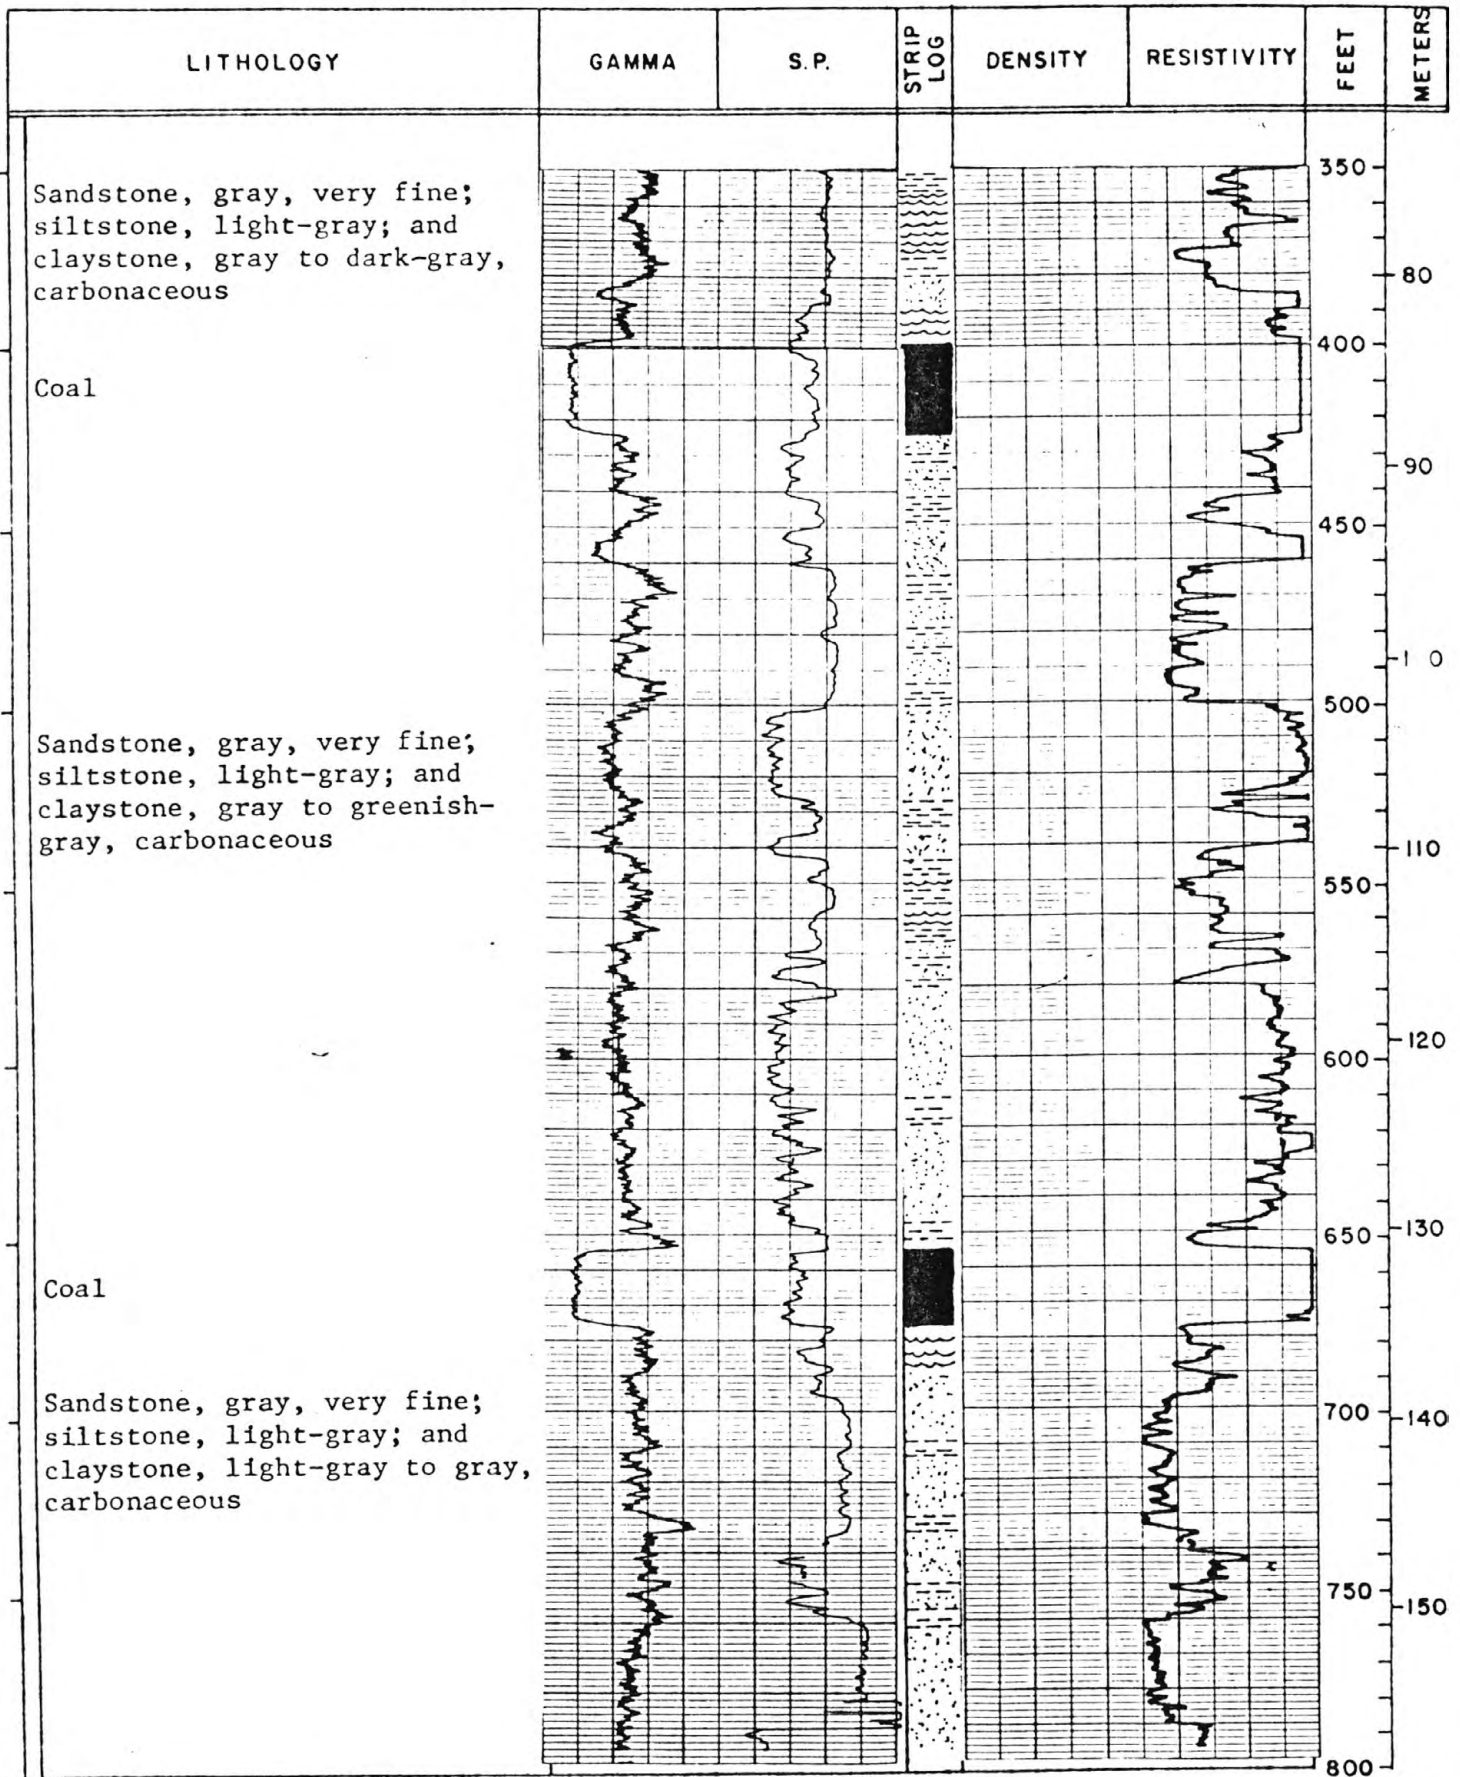 LITHOLOGY
GAMMA
S.P.
STRIP LOG
DENSITY
RESISTIVITY
FEET
METERS
Sandstone, gray, very fine;
siltstone, light-gray; and
claystone, gray to dark-gray,
carbonaceous
Coal
Sandstone, gray, very fine;
siltstone, light-gray; and
claystone, gray to greenish-
gray, carbonaceous
Coal
Sandstone, gray, very fine;
siltstone, light-gray; and
claystone, light-gray to gray,
carbonaceous
350
400
450
500
550
600
650
700
750
800
80
90
1 0
110
120
130
140
150